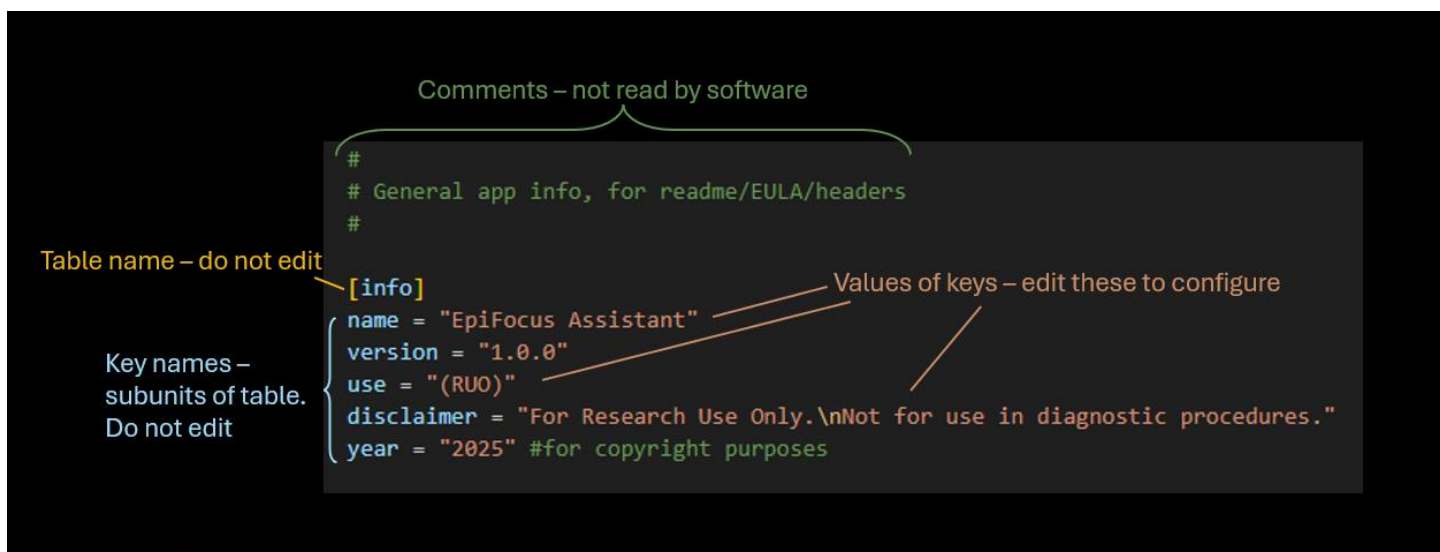 Comments – not read by software
#
# General app info, for readme/EULA/headers
#
Table name – do not edit
[info]
Values of keys – edit these to configure
name = "EpiFocus Assistant"
version = "1.0.0"
use = "(RUO)"
disclaimer = "For Research Use Only.\nNot for use in diagnostic procedures."
year = "2025" #for copyright purposes
Key names –
subunits of table.
Do not edit